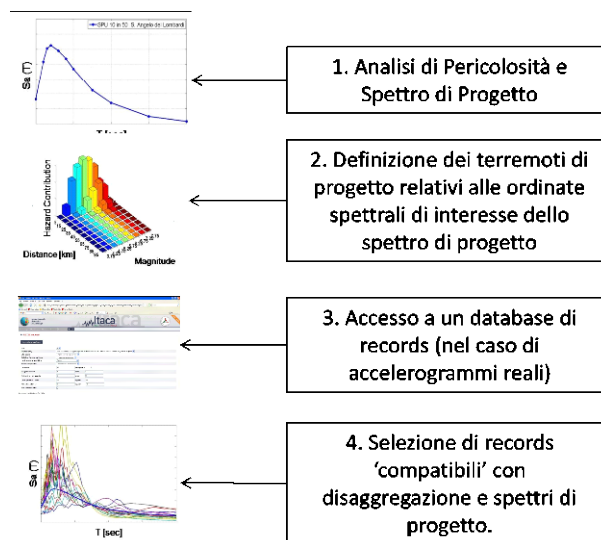 SPU 10 in 50 S. Angelo dei Lombardi
Sa (T)
T [sec]
1. Analisi di Pericolosità e
Spettro di Progetto
Hazard Contribution
Distance [km]
Magnitude
2. Definizione dei terremoti di
progetto relativi alle ordinate
spettrali di interesse dello
spettro di progetto
Itaca
3. Accesso a un database di
records (nel caso di
accelerogrammi reali)
Sa (T)
T [sec]
4. Selezione di records
‘compatibili’ con
disaggregazione e spettri di
progetto.